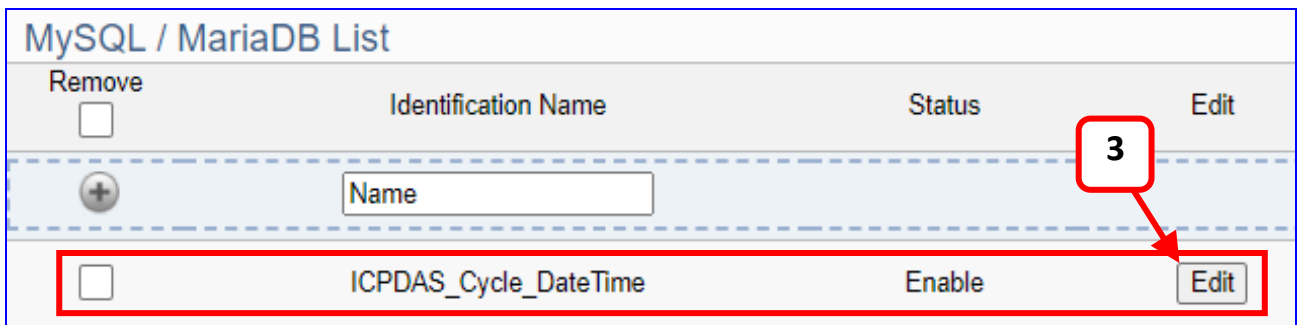 MySQL / MariaDB List
Remove
Identification Name Status Edit
3
Name
ICPDAS_Cycle_DateTime Enable Edit